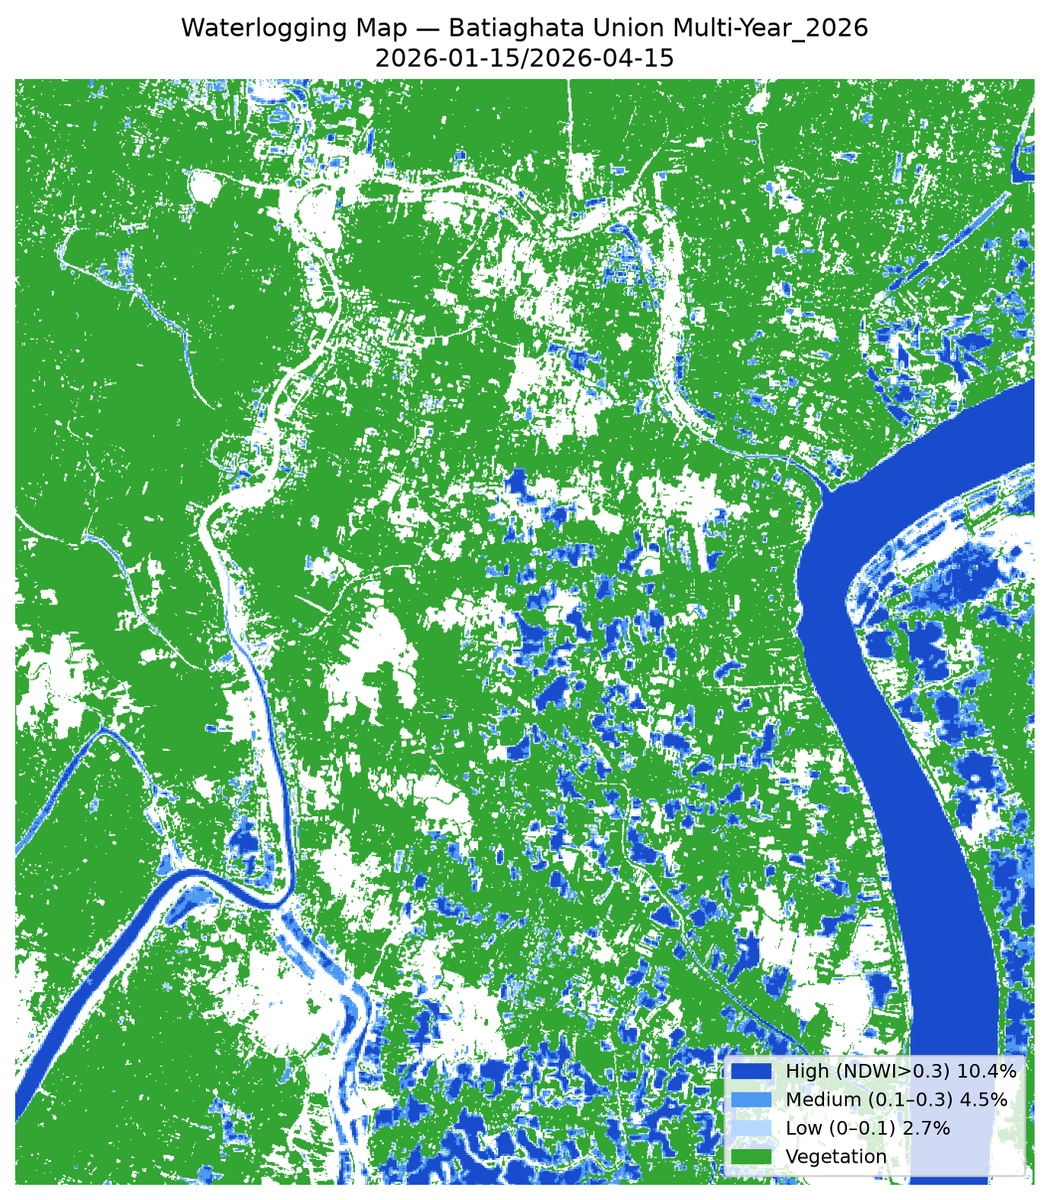 Waterlogging Map — Batiaghata Union Multi-Year_2026
2026-01-15/2026-04-15
High (NDWI>0.3) 10.4%
Medium (0.1–0.3) 4.5%
Low (0–0.1) 2.7%
Vegetation